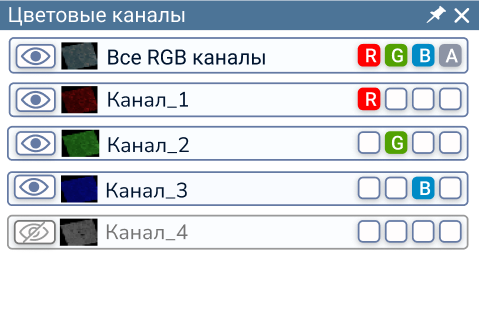 Цветовые каналы
Все RGB каналы R G B A
Канал_1 R
Канал_2 G
Канал_3 B
Канал_4